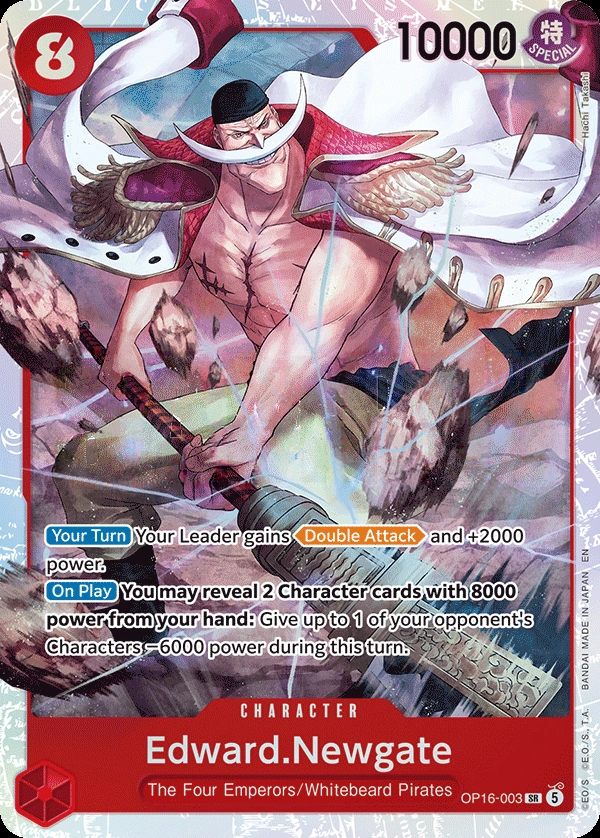 8
10000
特
SPECIAL
Hachi Takashi
Your Turn Your Leader gains Double Attack and +2000
power.
On Play You may reveal 2 Character cards with 8000
power from your hand: Give up to 1 of your opponent's
Characters −6000 power during this turn.
CHARACTER
Edward.Newgate
The Four Emperors/Whitebeard Pirates
OP16-003 SR 5
©E.O/S ©E.O./S., T.A. BANDAI MADE IN JAPAN EN